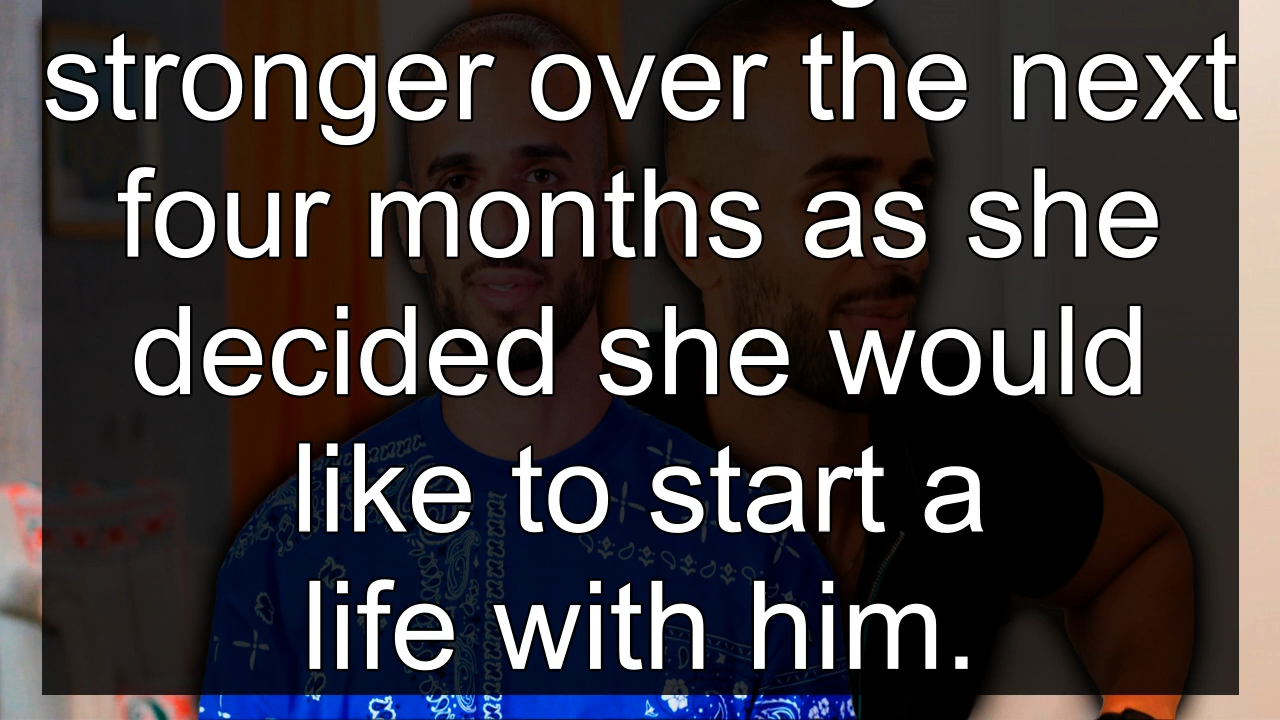 stronger over the next
four months as she
decided she would
like to start a
life with him.